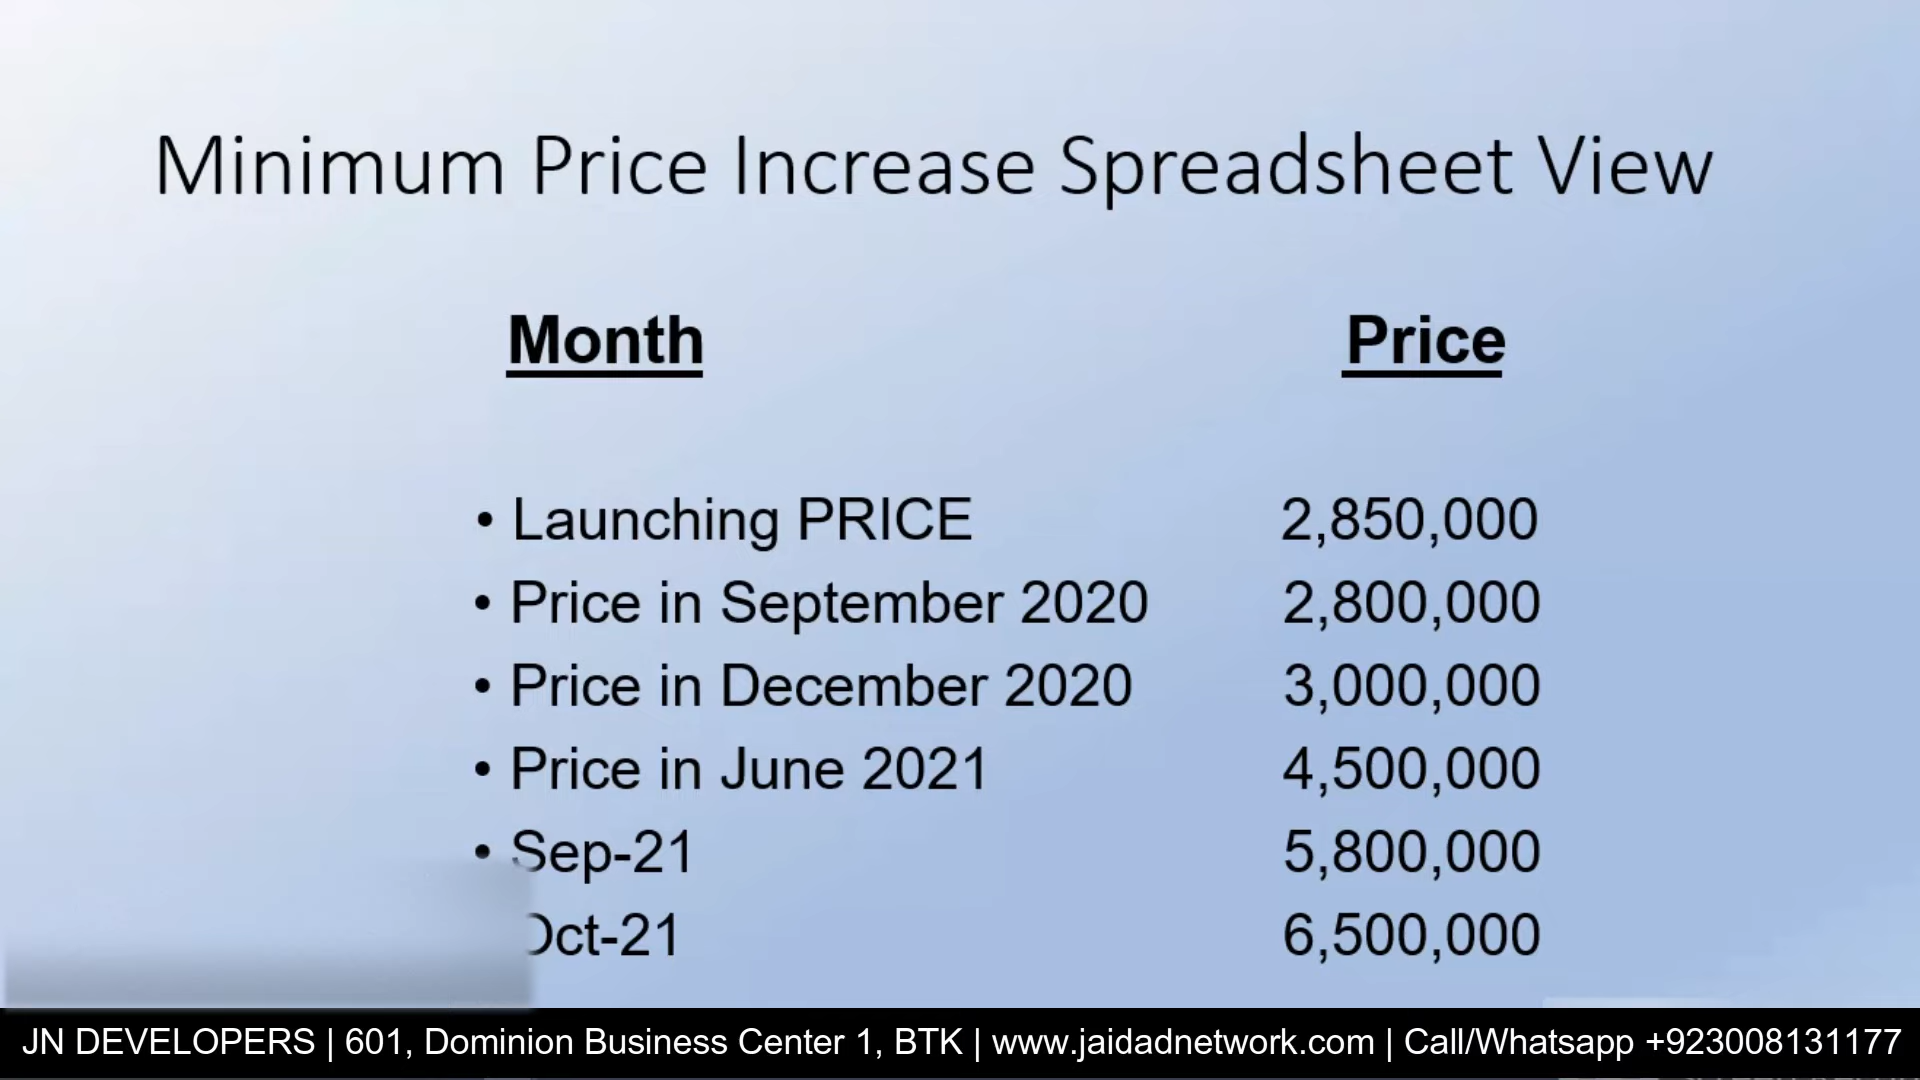 Minimum Price Increase Spreadsheet View
Month Price
• Launching PRICE 2,850,000
• Price in September 2020 2,800,000
• Price in December 2020 3,000,000
• Price in June 2021 4,500,000
• Sep-21 5,800,000
Oct-21 6,500,000
JN DEVELOPERS | 601, Dominion Business Center 1, BTK | www.jaidadnetwork.com | Call/Whatsapp +923008131177